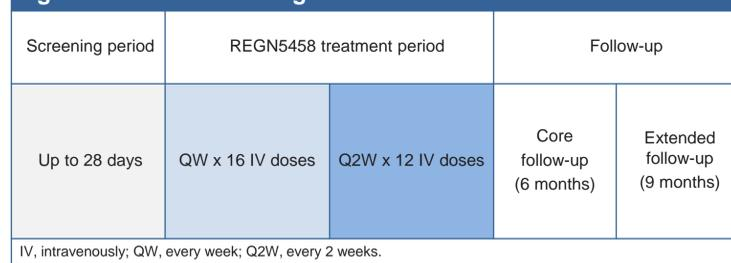 Screening period
REGN5458 treatment period
Follow-up
Up to 28 days
QW x 16 IV doses
Q2W x 12 IV doses
Core
follow-up
(6 months)
Extended
follow-up
(9 months)
IV, intravenously; QW, every week; Q2W, every 2 weeks.